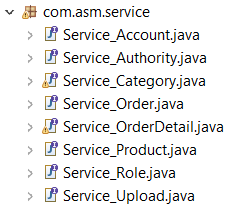 com.asm.service
Service_Account.java
Service_Authority.java
Service_Category.java
Service_Order.java
Service_OrderDetail.java
Service_Product.java
Service_Role.java
Service_Upload.java